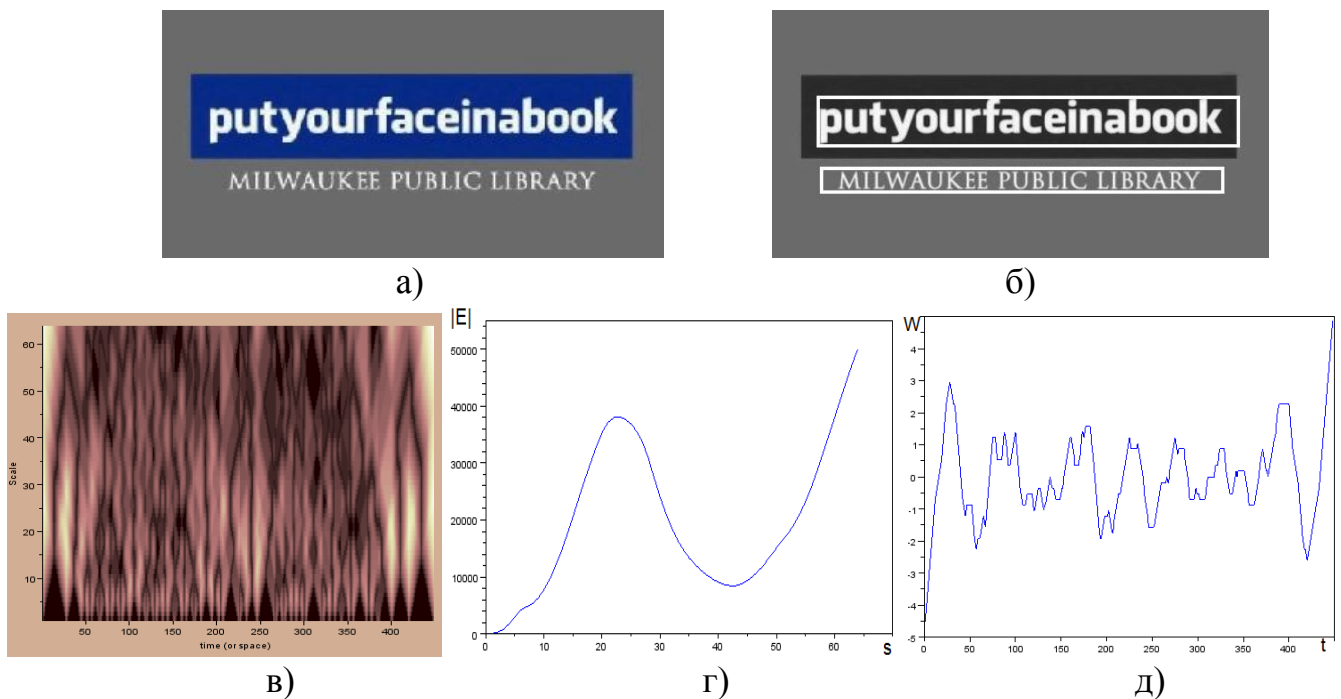 putyourfaceinabook
MILWAUKEE PUBLIC LIBRARY
putyourfaceinabook
MILWAUKEE PUBLIC LIBRARY
а)
б)
Scale
60
50
40
30
20
10
50 100 150 200 250 300 350 400
time (or space)
|E|
50000
40000
30000
20000
10000
0
0 10 20 30 40 50 60
S
W
4
3
2
1
0
-1
-2
-3
-4
-5
0 50 100 150 200 250 300 350 400
t
в)
г)
д)